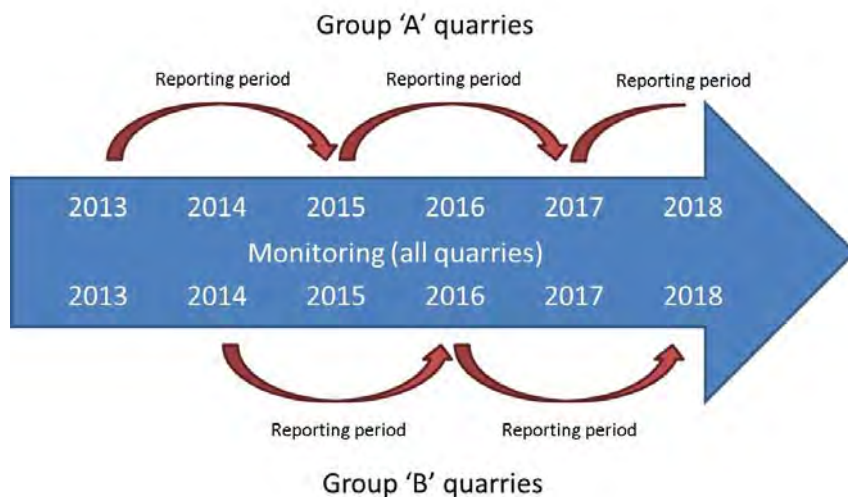 Group ‘A’ quarries
Reporting period Reporting period Reporting period
2013 2014 2015 2016 2017 2018
Monitoring (all quarries)
2013 2014 2015 2016 2017 2018
Reporting period Reporting period
Group ‘B’ quarries